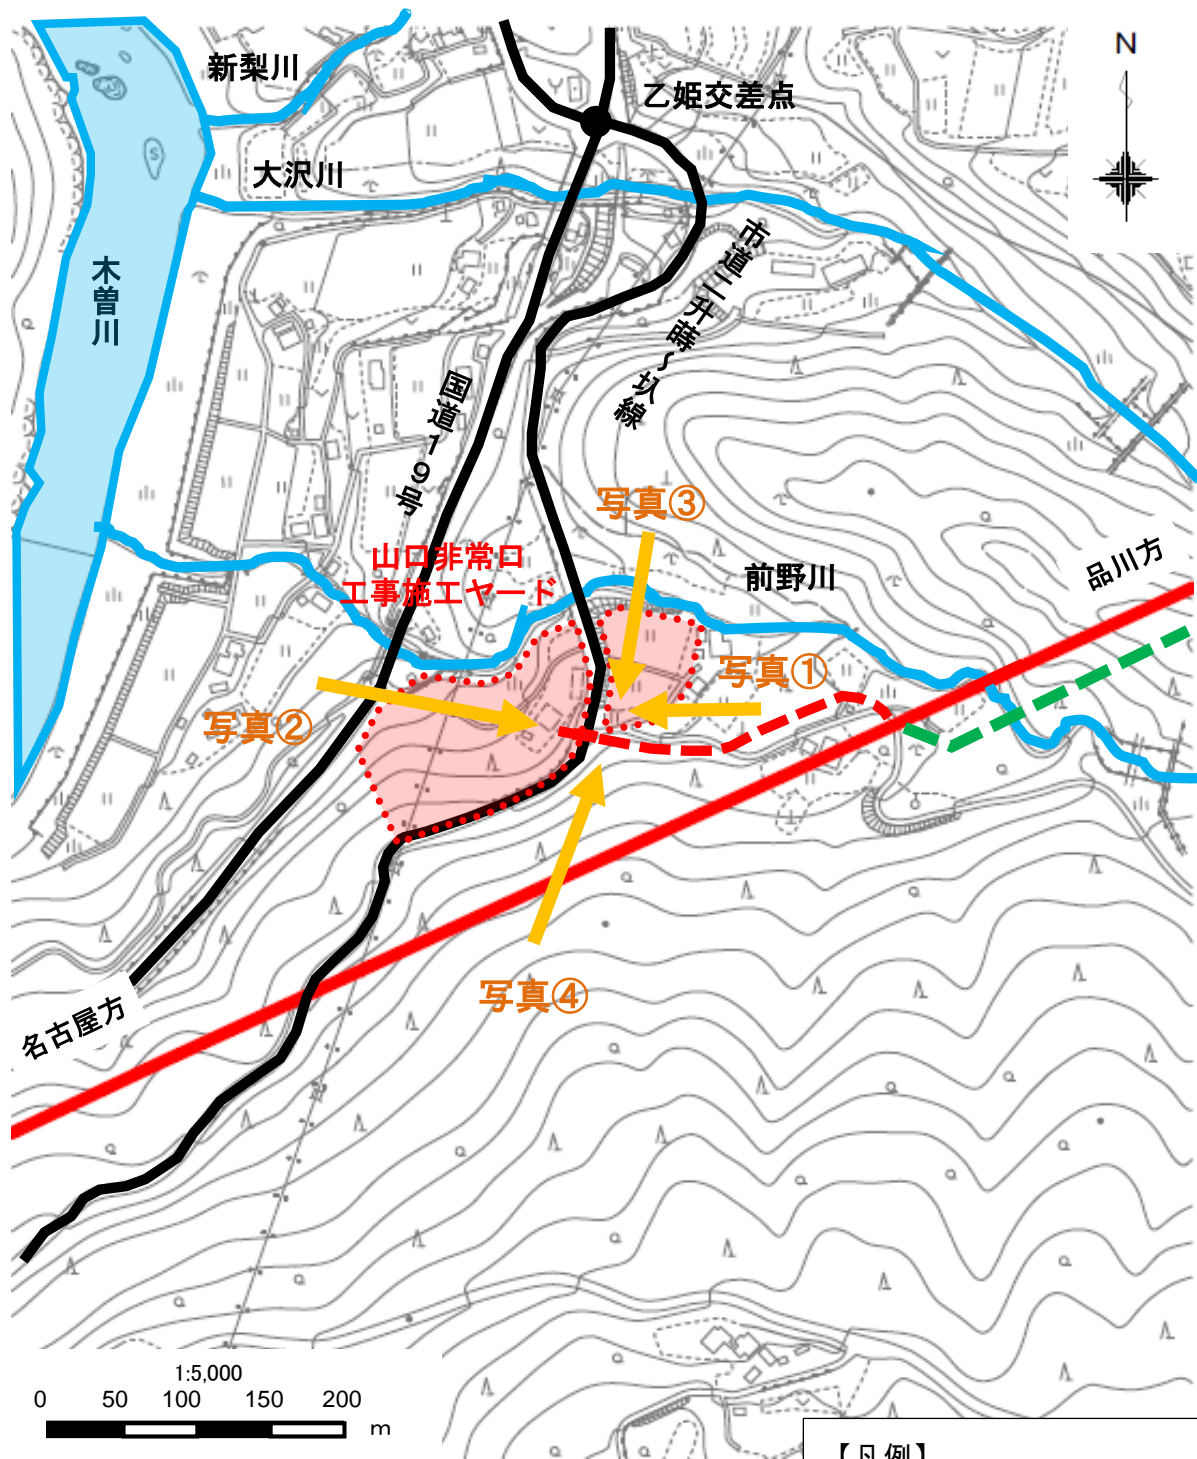 新梨川
N
乙姫交差点
大沢川
木曽川
市道二升蒔～圦線
国道19号
写真③
山口非常口
工事施工ヤード
前野川
品川方
写真①
写真②
写真④
名古屋方
1:5,000
0 50 100 150 200
m
【凡例】